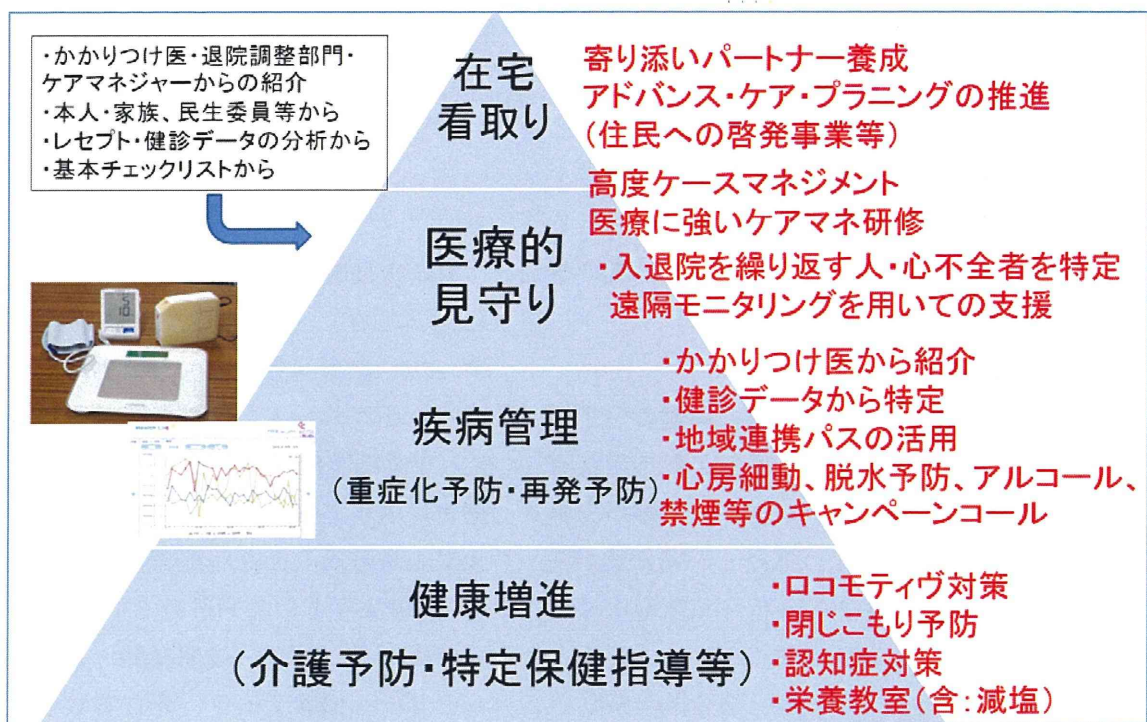 ・かかりつけ医・退院調整部門・
ケアマネジャーからの紹介
・本人・家族、民生委員等から
・レセプト・健診データの分析から
・基本チェックリストから
在宅
看取り
寄り添いパートナー養成
アドバンス・ケア・プラニングの推進
(住民への啓発事業等)
医療的
見守り
高度ケースマネジメント
医療に強いケアマネ研修
・入退院を繰り返す人・心不全者を特定
遠隔モニタリングを用いての支援
疾病管理
(重症化予防・再発予防)
・かかりつけ医から紹介
・健診データから特定
・地域連携パスの活用
・心房細動、脱水予防、アルコール、
禁煙等のキャンペーンコール
健康増進
(介護予防・特定保健指導等)
・ロコモティヴ対策
・閉じこもり予防
・認知症対策
・栄養教室(含:減塩)